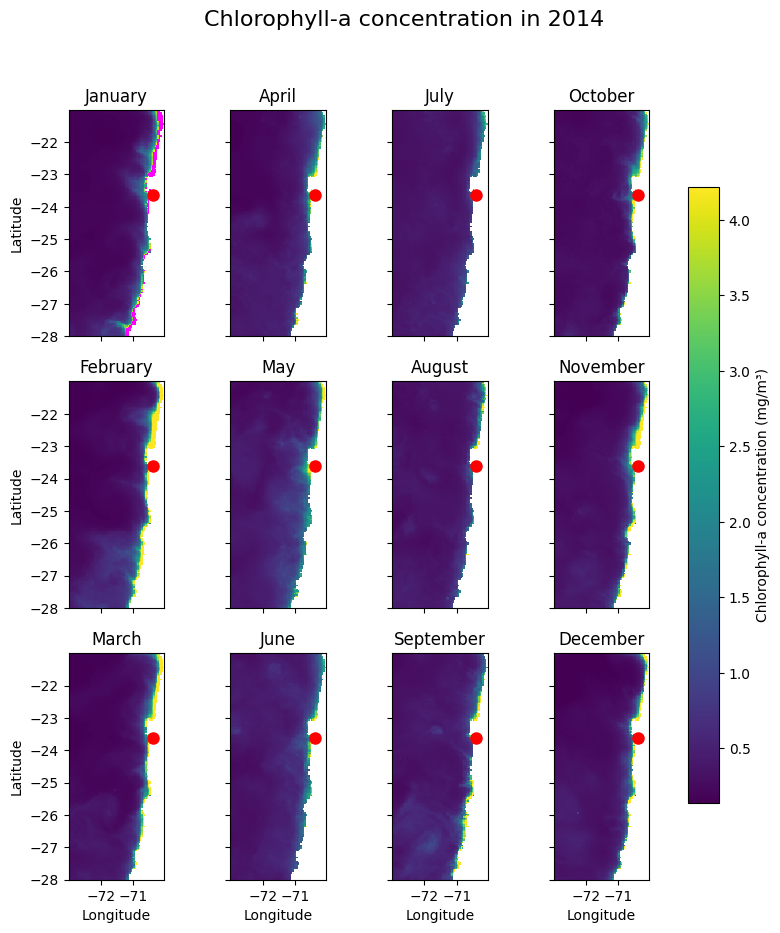 Chlorophyll-a concentration in 2014
January
April
July
October
Latitude
−22
−23
−24
−25
−26
−27
−28
4.0
3.5
3.0
2.5
2.0
1.5
1.0
0.5
Chlorophyll-a concentration (mg/m³)
February
May
August
November
Latitude
−22
−23
−24
−25
−26
−27
−28
March
June
September
December
Latitude
−22
−23
−24
−25
−26
−27
−28
−72 −71
−72 −71
−72 −71
−72 −71
Longitude
Longitude
Longitude
Longitude